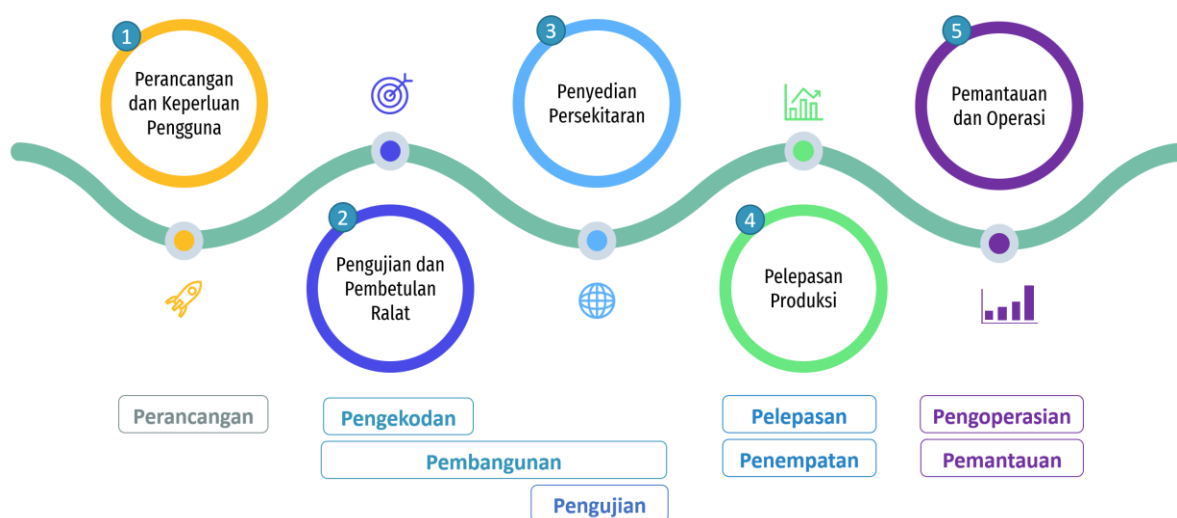 1
Perancangan
dan Keperluan
Pengguna
2
Pengujian dan
Pembetulan
Ralat
3
Penyedian
Persekitaran
4
Pelepasan
Produksi
5
Pemantauan
dan Operasi
Perancangan
Pengekodan
Pembangunan
Pengujian
Pelepasan
Penempatan
Pengoperasian
Pemantauan